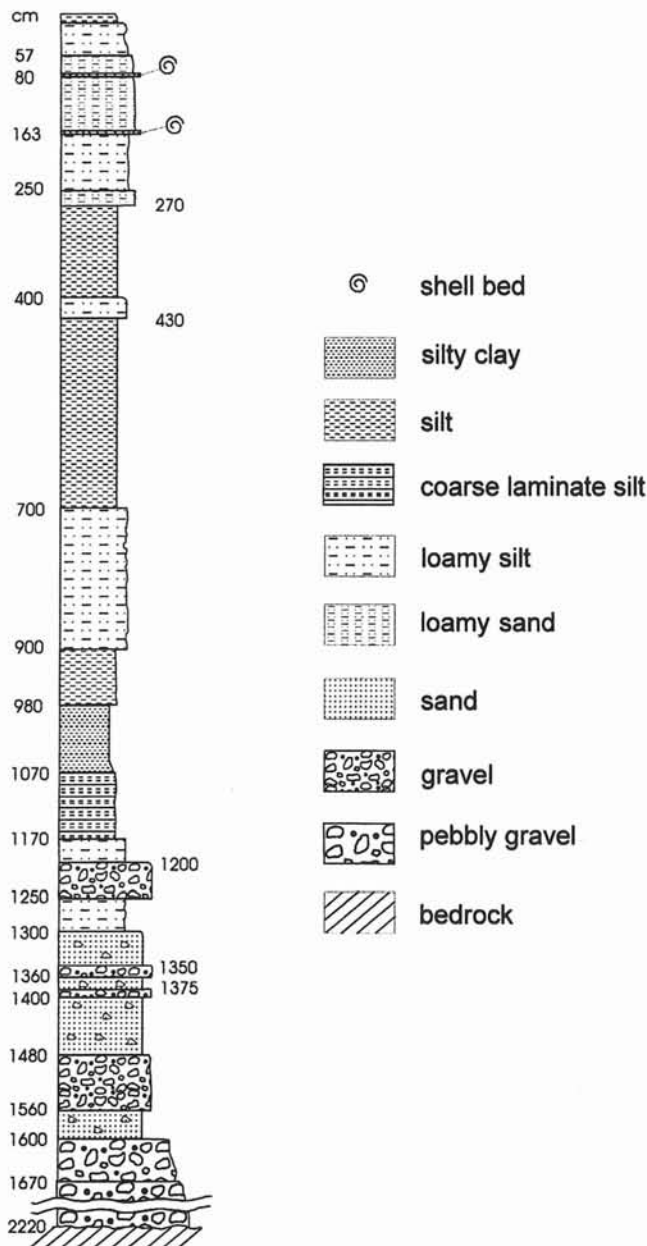 cm
57
80
163
250
270
400
430
700
900
980
1070
1170
1200
1250
1300
1350
1360
1375
1400
1480
1560
1600
1670
2220
shell bed
silty clay
silt
coarse laminate silt
loamy silt
loamy sand
sand
gravel
pebbly gravel
bedrock